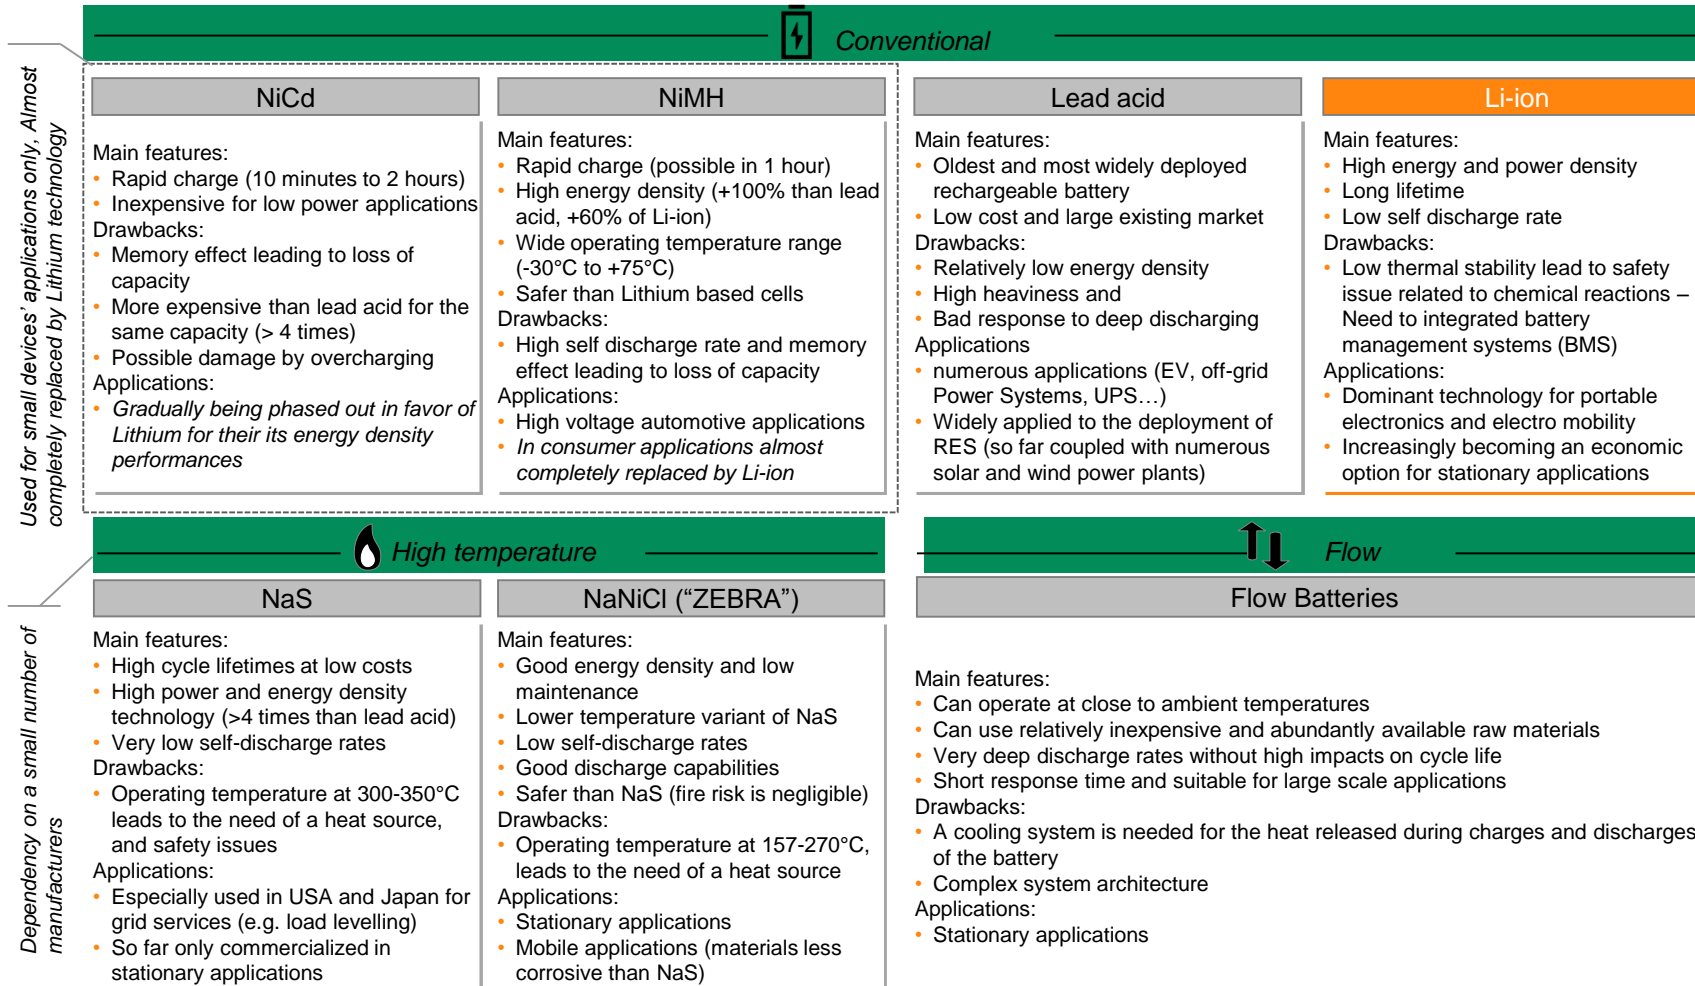 Conventional
Used for small devices' applications only, Almost
completely replaced by Lithium technology
NiCd
Main features:
• Rapid charge (10 minutes to 2 hours)
• Inexpensive for low power applications
Drawbacks:
• Memory effect leading to loss of
capacity
• More expensive than lead acid for the
same capacity (> 4 times)
• Possible damage by overcharging
Applications:
• Gradually being phased out in favor of
Lithium for their its energy density
performances
NiMH
Main features:
• Rapid charge (possible in 1 hour)
• High energy density (+100% than lead
acid, +60% of Li-ion)
• Wide operating temperature range
(-30°C to +75°C)
• Safer than Lithium based cells
Drawbacks:
• High self discharge rate and memory
effect leading to loss of capacity
Applications:
• High voltage automotive applications
• In consumer applications almost
completely replaced by Li-ion
Lead acid
Main features:
• Oldest and most widely deployed
rechargeable battery
• Low cost and large existing market
Drawbacks:
• Relatively low energy density
• High heaviness and
• Bad response to deep discharging
Applications
• numerous applications (EV, off-grid
Power Systems, UPS…)
• Widely applied to the deployment of
RES (so far coupled with numerous
solar and wind power plants)
Li-ion
Main features:
• High energy and power density
• Long lifetime
• Low self discharge rate
Drawbacks:
• Low thermal stability lead to safety
issue related to chemical reactions –
Need to integrated battery
management systems (BMS)
Applications:
• Dominant technology for portable
electronics and electro mobility
• Increasingly becoming an economic
option for stationary applications
High temperature
Dependency on a small number of
manufacturers
NaS
Main features:
• High cycle lifetimes at low costs
• High power and energy density
technology (>4 times than lead acid)
• Very low self-discharge rates
Drawbacks:
• Operating temperature at 300-350°C
leads to the need of a heat source,
and safety issues
Applications:
• Especially used in USA and Japan for
grid services (e.g. load levelling)
• So far only commercialized in
stationary applications
NaNiCl (“ZEBRA”)
Main features:
• Good energy density and low
maintenance
• Lower temperature variant of NaS
• Low self-discharge rates
• Good discharge capabilities
• Safer than NaS (fire risk is negligible)
Drawbacks:
• Operating temperature at 157-270°C,
leads to the need of a heat source
Applications:
• Stationary applications
• Mobile applications (materials less
corrosive than NaS)
Flow
Flow Batteries
Main features:
• Can operate at close to ambient temperatures
• Can use relatively inexpensive and abundantly available raw materials
• Very deep discharge rates without high impacts on cycle life
• Short response time and suitable for large scale applications
Drawbacks:
• A cooling system is needed for the heat released during charges and discharges
of the battery
• Complex system architecture
Applications:
• Stationary applications